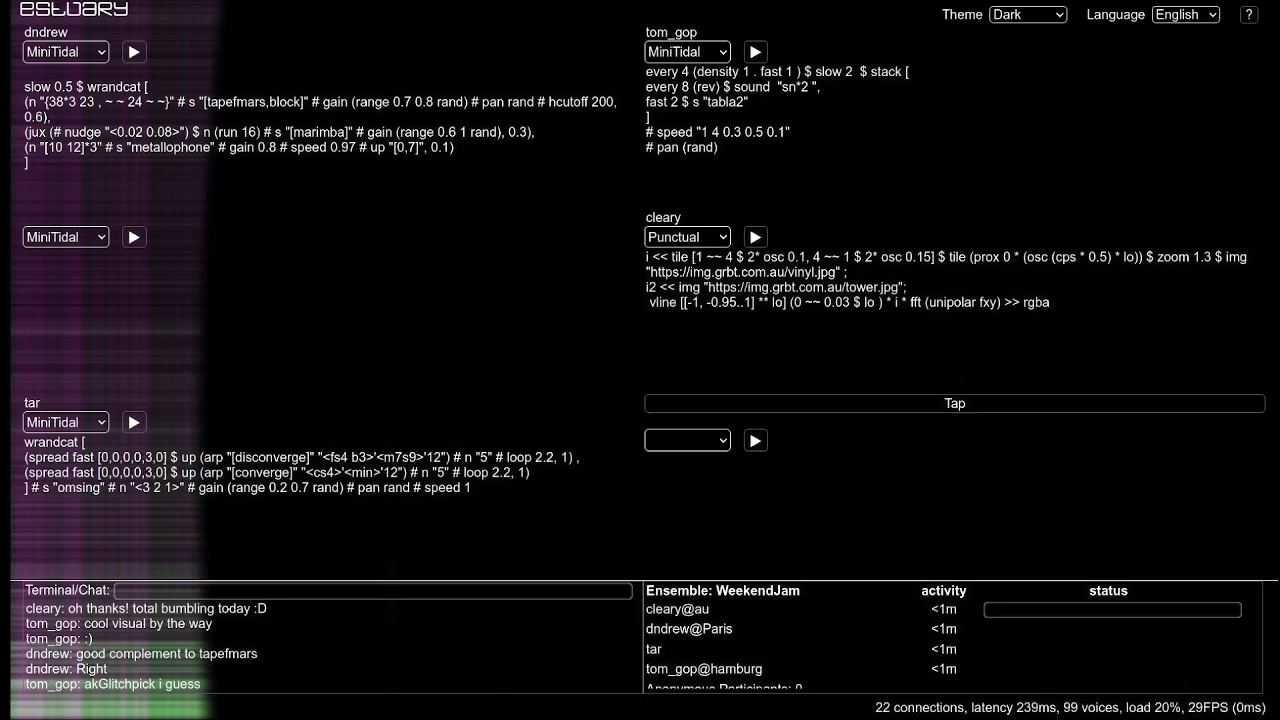 estuary
Theme Dark Language English ?
dndrew
MiniTidal
slow 0.5 $ wrandcat [
(n "{38*3 23 , ~ ~ 24 ~ ~}" # s "[tapefmars,block]" # gain (range 0.7 0.8 rand) # pan rand # hcutoff 200,
0.6),
(jux (# nudge "<0.02 0.08>") $ n (run 16) # s "[marimba]" # gain (range 0.6 1 rand), 0.3),
(n "[10 12]*3" # s "metallophone" # gain 0.8 # speed 0.97 # up "[0,7]", 0.1)
]
tom_gop
MiniTidal
every 4 (density 1 . fast 1 ) $ slow 2 $ stack [
every 8 (rev) $ sound "sn*2 ",
fast 2 $ s "tabla2"
]
# speed "1 4 0.3 0.5 0.1"
# pan (rand)
MiniTidal
cleary
Punctual
i << tile [1 ~~ 4 $ 2* osc 0.1, 4 ~~ 1 $ 2* osc 0.15] $ tile (prox 0 * (osc (cps * 0.5) * lo)) $ zoom 1.3 $ img
"https://img.grbt.com.au/vinyl.jpg" ;
i2 << img "https://img.grbt.com.au/tower.jpg";
vline [[-1, -0.95..1] ** lo] (0 ~~ 0.03 $ lo ) * i * fft (unipolar fxy) >> rgba
tar
MiniTidal
wrandcat [
(spread fast [0,0,0,0,3,0] $ up (arp "[disconverge]" "<fs4 b3>'<m7s9>'12") # n "5" # loop 2.2, 1) ,
(spread fast [0,0,0,0,3,0] $ up (arp "[converge]" "<cs4>'<min>'12") # n "5" # loop 2.2, 1)
] # s "omsing" # n "<3 2 1>" # gain (range 0.2 0.7 rand) # pan rand # speed 1
Tap
Terminal/Chat:
cleary: oh thanks! total bumbling today :D
tom_gop: cool visual by the way
tom_gop: :)
dndrew: good complement to tapefmars
dndrew: Right
tom_gop: akGlitchpick i guess
Ensemble: WeekendJam activity status
cleary@au <1m
dndrew@Paris <1m
tar <1m
tom_gop@hamburg <1m
Anonymous Participants: 0
22 connections, latency 239ms, 99 voices, load 20%, 29FPS (0ms)